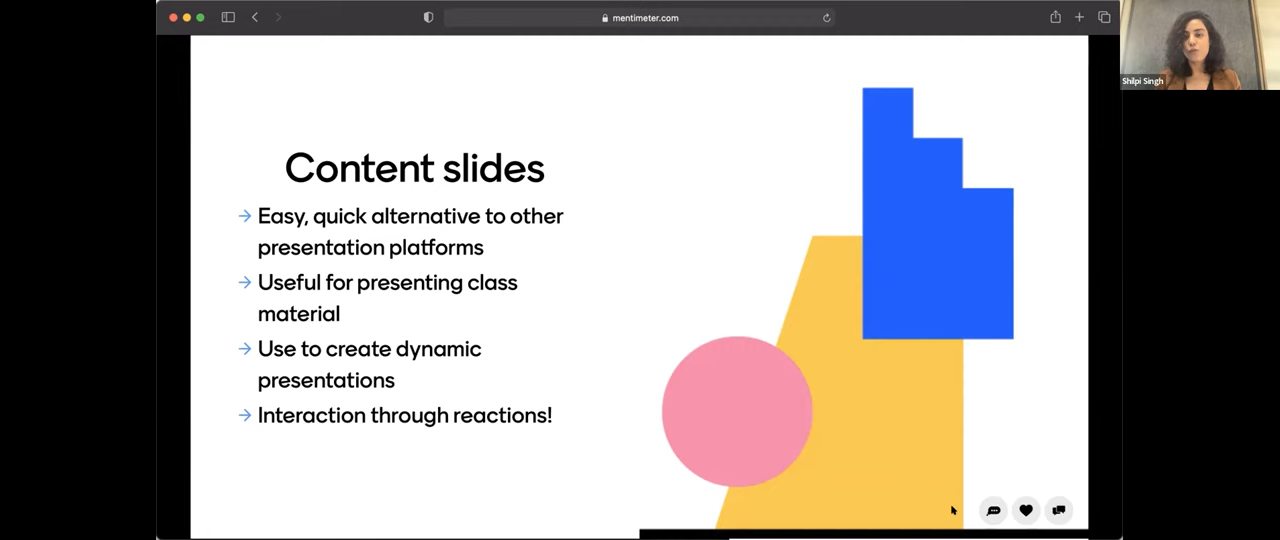 mentimeter.com
Shilpi Singh
Content slides
→ Easy, quick alternative to other
presentation platforms
→ Useful for presenting class
material
→ Use to create dynamic
presentations
→ Interaction through reactions!